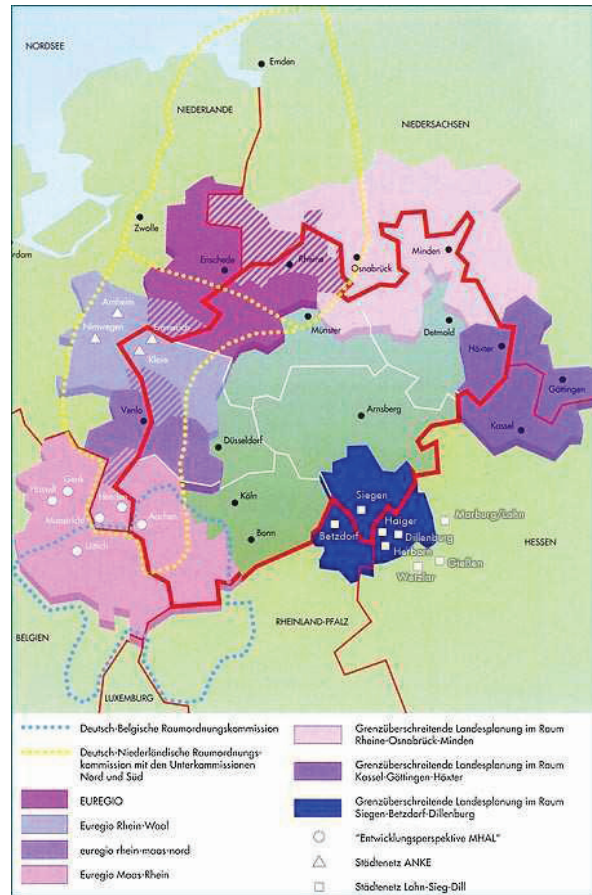 NORDSEE
Emden
NIEDERLANDE
NIEDERSACHSEN
Zwolle
rdam
Enschede
Rheine
Osnabrück
Minden
Arnheim
Nimwegen
Emmerich
Kleve
Münster
Detmold
Höxter
Göttingen
Venlo
Arnsberg
Kassel
Düsseldorf
Genk
Hasselt
Heerlen
Köln
Siegen
Maastricht
Aachen
Betzdorf
Haiger
Marburg/Lahn
Dillenburg
Lüttich
Bonn
Herborn
HESSEN
Wetzlar
Gießen
RHEINLAND-PFALZ
BELGIEN
LUXEMBURG
Deutsch-Belgische Raumordnungskommission
Deutsch-Niederländische Raumordnungs-
kommission mit den Unterkommissionen
Nord und Süd
EUREGIO
Euregio Rhein-Waal
euregio rhein-maas-nord
Euregio Maas-Rhein
Grenzüberschreitende Landesplanung im Raum
Rheine-Osnabrück-Minden
Grenzüberschreitende Landesplanung im Raum
Kassel-Göttingen-Höxter
Grenzüberschreitende Landesplanung im Raum
Siegen-Betzdorf-Dillenburg
"Entwicklungsperspektive MHAL"
Städtenetz ANKE
Städtenetz Lahn-Sieg-Dill